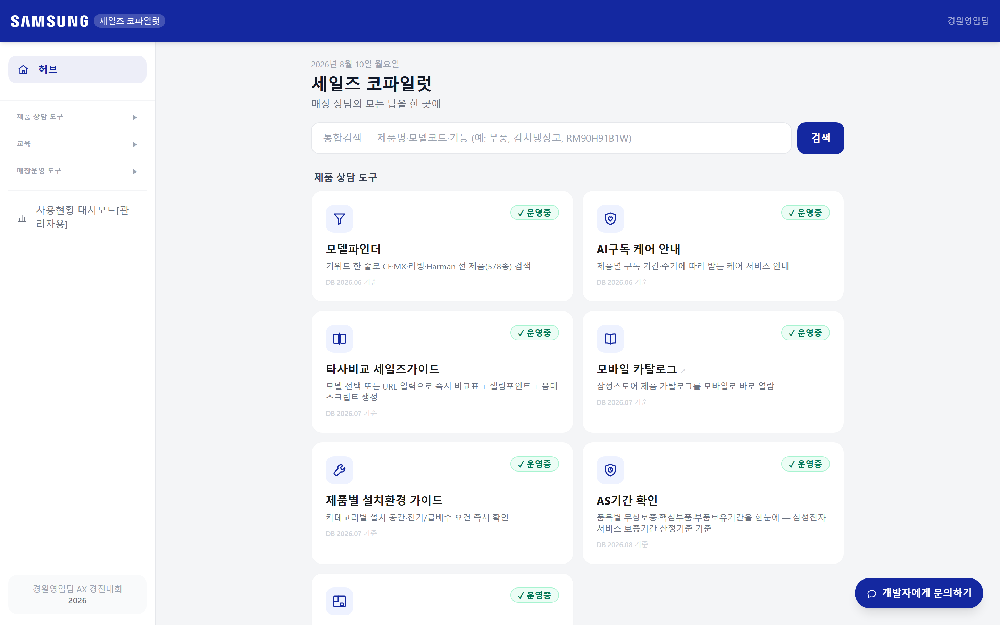 SAMSUNG 세일즈 코파일럿
경원영업팀
허브
제품 상담 도구
교육
매장운영 도구
사용현황 대시보드[관
리자용]
경원영업팀 AX 경진대회
2026
2026년 8월 10일 월요일
세일즈 코파일럿
매장 상담의 모든 답을 한 곳에
통합검색 — 제품명·모델코드·기능 (예: 무풍, 김치냉장고, RM90H91B1W)
검색
제품 상담 도구
✓ 운영중
모델파인더
키워드 한 줄로 CE·MX·리빙·Harman 전 제품(578종) 검색
DB 2026.06 기준
✓ 운영중
AI구독 케어 안내
제품별 구독 기간·주기에 따라 받는 케어 서비스 안내
DB 2026.06 기준
✓ 운영중
타사비교 세일즈가이드
모델 선택 또는 URL 입력으로 즉시 비교표 + 셀링포인트 + 응대
스크립트 생성
DB 2026.07 기준
✓ 운영중
모바일 카탈로그 ↗
삼성스토어 제품 카탈로그를 모바일로 바로 열람
DB 2026.07 기준
✓ 운영중
제품별 설치환경 가이드
카테고리별 설치 공간·전기/급배수 요건 즉시 확인
DB 2026.07 기준
✓ 운영중
AS기간 확인
품목별 무상보증·핵심부품·부품보유기간을 한눈에 — 삼성전자
서비스 보증기간 산정기준 기준
DB 2026.08 기준
✓ 운영중
개발자에게 문의하기